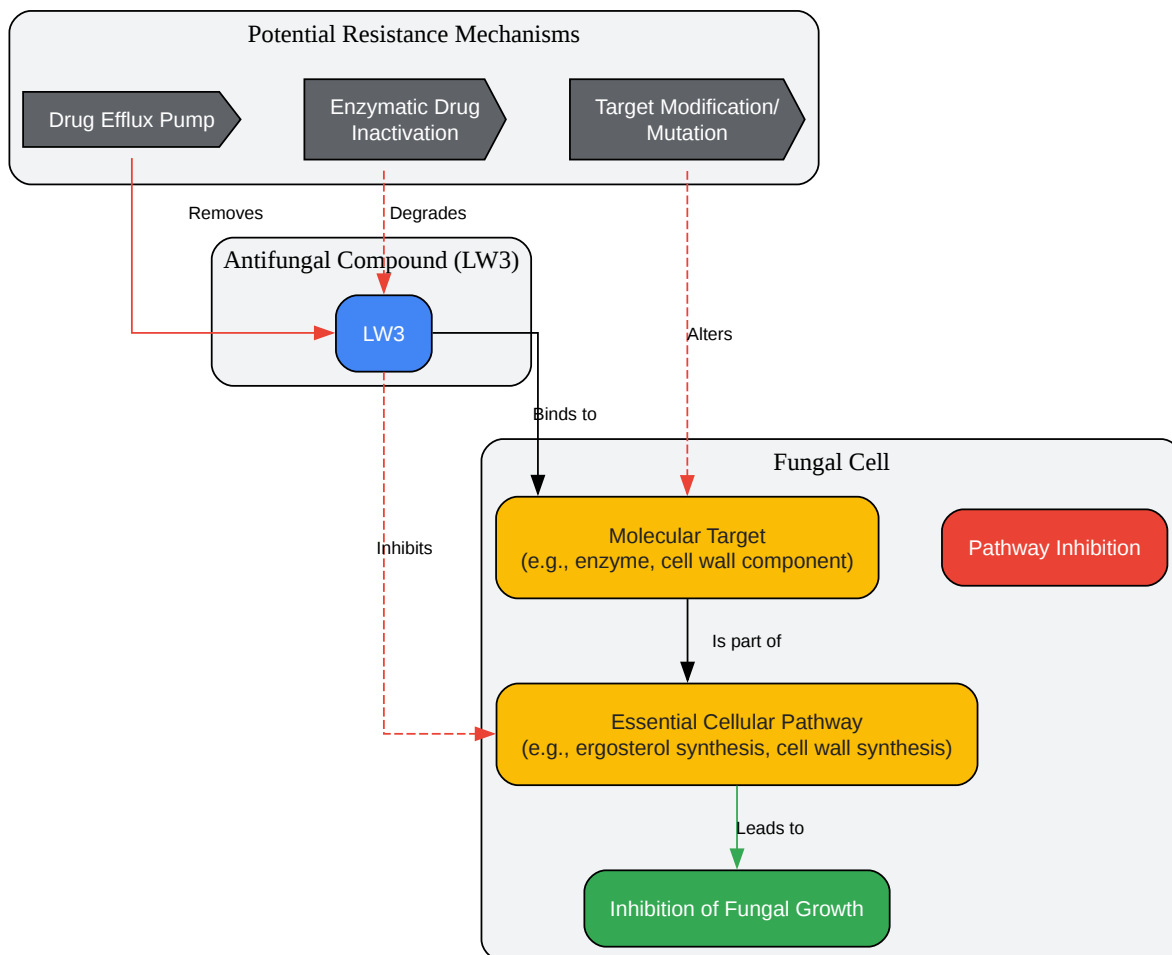 Potential Resistance Mechanisms
Drug Efflux Pump
Enzymatic Drug
Inactivation
Target Modification/
Mutation
Removes
Degrades
Antifungal Compound (LW3)
LW3
Alters
Binds to
Fungal Cell
Molecular Target
(e.g., enzyme, cell wall component)
Pathway Inhibition
Inhibits
Is part of
Essential Cellular Pathway
(e.g., ergosterol synthesis, cell wall synthesis)
Leads to
Inhibition of Fungal Growth